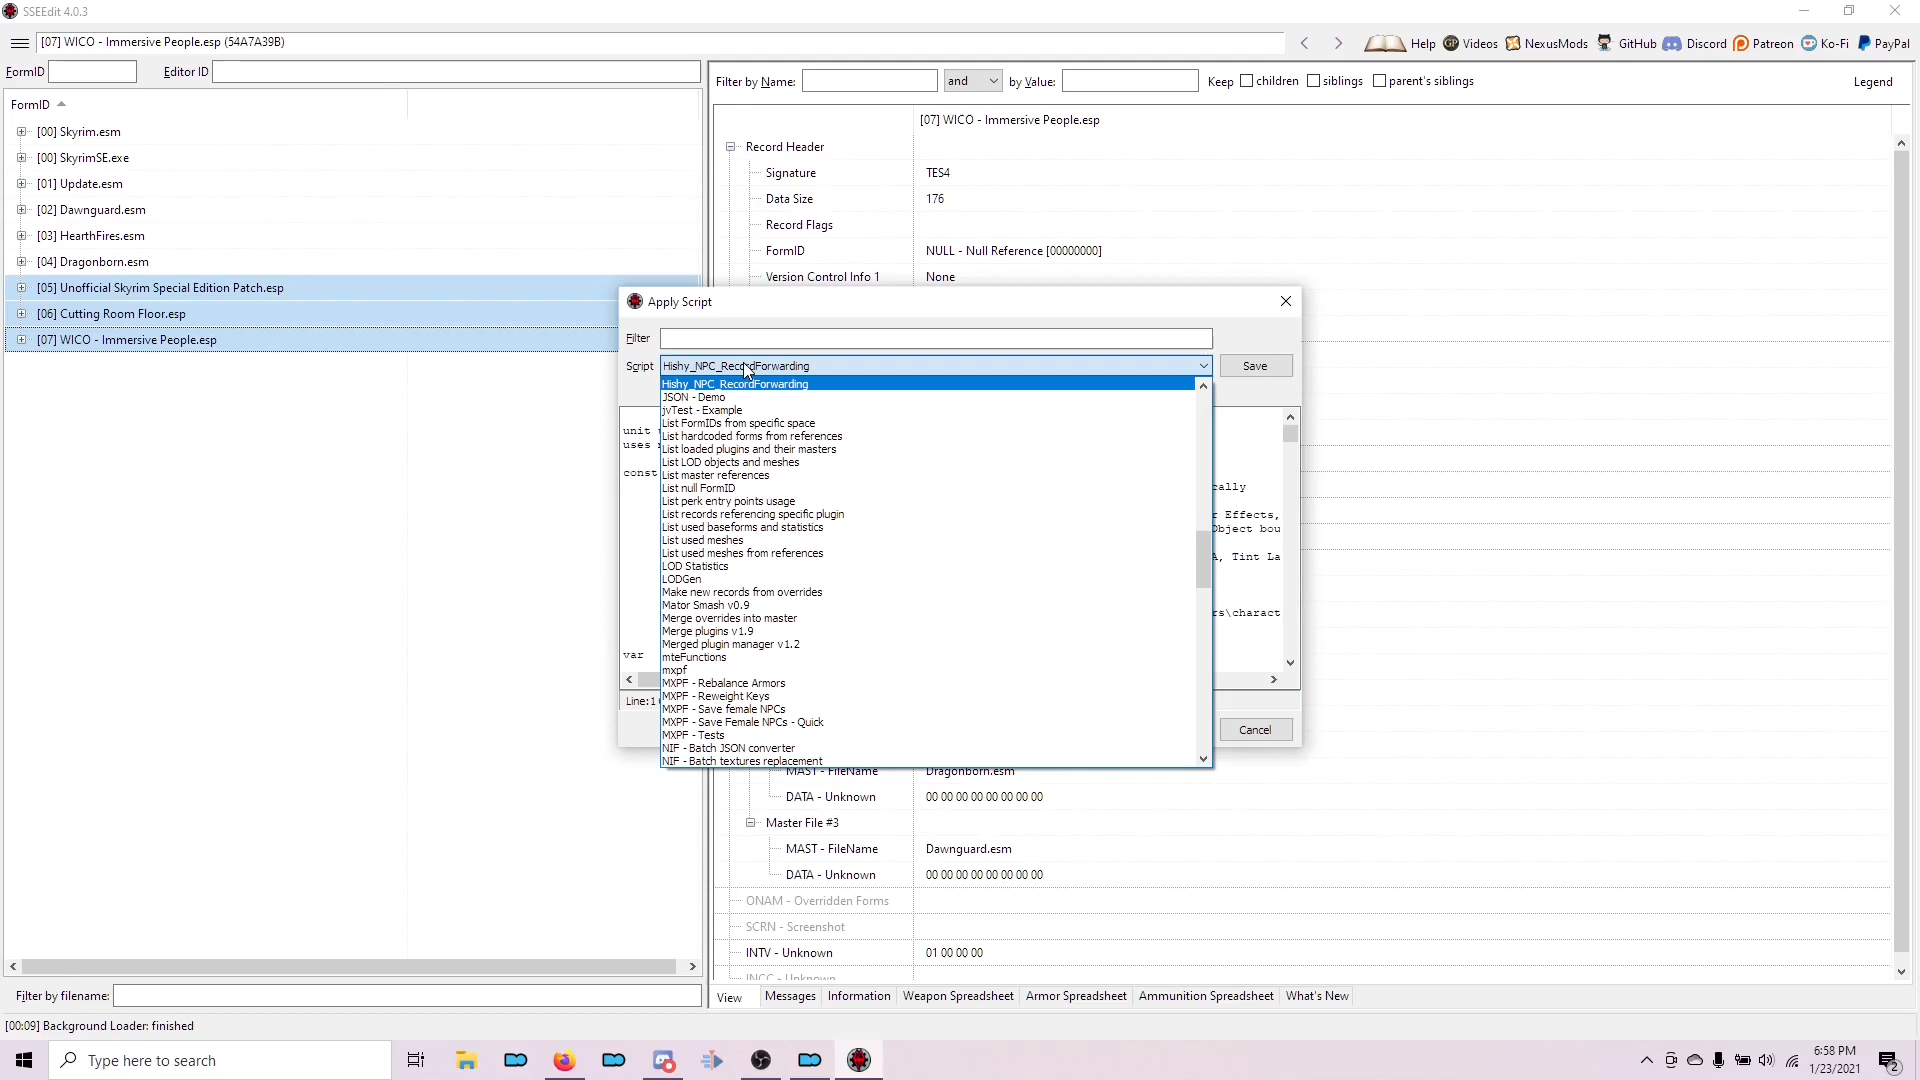 SSEEdit 4.0.3
[07] WICO - Immersive People.esp (54A7A39B)
Help
Videos
NexusMods
GitHub
Discord
Patreon
Ko-Fi
PayPal
FormID
Editor ID
Filter by Name:
and
by Value:
Keep
children
siblings
parent's siblings
Legend
FormID
[00] Skyrim.esm
[00] SkyrimSE.exe
[01] Update.esm
[02] Dawnguard.esm
[03] HearthFires.esm
[04] Dragonborn.esm
[05] Unofficial Skyrim Special Edition Patch.esp
[06] Cutting Room Floor.esp
[07] WICO - Immersive People.esp
[07] WICO - Immersive People.esp
Record Header
Signature TES4
Data Size 176
Record Flags
FormID NULL - Null Reference [00000000]
Version Control Info 1 None
Apply Script
Filter
Script Hishy_NPC_RecordForwarding Save
Hishy_NPC_RecordForwarding
JSON - Demo
jvTest - Example
List FormIDs from specific space
List hardcoded forms from references
List loaded plugins and their masters
List LOD objects and meshes
List master references
List null FormID
List perk entry points usage
List records referencing specific plugin
List used baseforms and statistics
List used meshes
List used meshes from references
LOD Statistics
LODGen
Make new records from overrides
Mator Smash v0.9
Merge overrides into master
Merge plugins v1.9
Merged plugin manager v1.2
mteFunctions
mxpf
MXPF - Rebalance Armors
MXPF - Reweight Keys
MXPF - Save female NPCs
MXPF - Save Female NPCs - Quick
MXPF - Tests
NIF - Batch JSON converter
NIF - Batch textures replacement
unit
uses
const
cally
r Effects,
Object bou
A, Tint La
rs\charact
var
Line:1
Cancel
MAST - FileName Dragonborn.esm
DATA - Unknown 00 00 00 00 00 00 00 00
Master File #3
MAST - FileName Dawnguard.esm
DATA - Unknown 00 00 00 00 00 00 00 00
ONAM - Overridden Forms
SCRN - Screenshot
INTV - Unknown 01 00 00 00
INCC - Unknown
Filter by filename:
View
Messages
Information
Weapon Spreadsheet
Armor Spreadsheet
Ammunition Spreadsheet
What's New
[00:09] Background Loader: finished
Type here to search
6:58 PM
1/23/2021
2